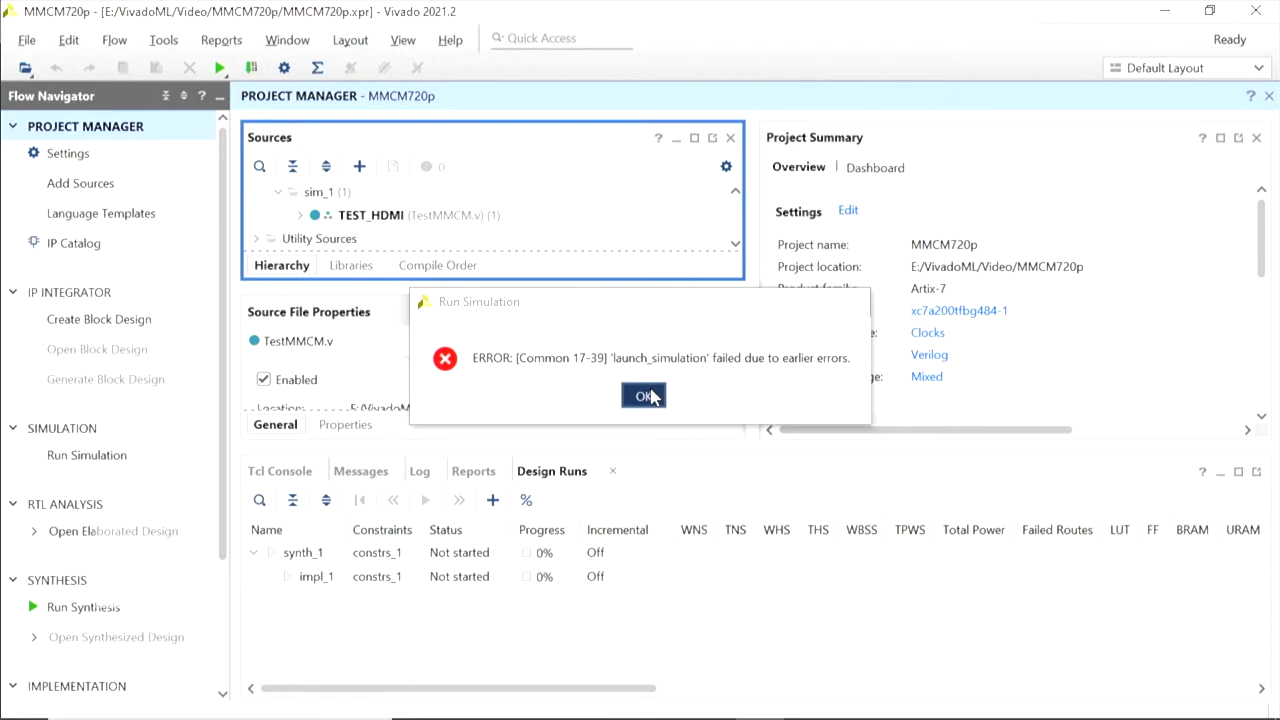 MMCM720p - [E:/VivadoML/Video/MMCM720p/MMCM720p.xpr] - Vivado 2021.2
File Edit Flow Tools Reports Window Layout View Help Quick Access Ready
Default Layout
Flow Navigator
PROJECT MANAGER
Settings
Add Sources
Language Templates
IP Catalog
IP INTEGRATOR
Create Block Design
Open Block Design
Generate Block Design
SIMULATION
Run Simulation
RTL ANALYSIS
Open Elaborated Design
SYNTHESIS
Run Synthesis
Open Synthesized Design
IMPLEMENTATION
PROJECT MANAGER - MMCM720p
Sources
0
sim_1 (1)
TEST_HDMI (TestMMCM.v) (1)
Utility Sources
Hierarchy Libraries Compile Order
Source File Properties
TestMMCM.v
Enabled
Location: E:/VivadoM
General Properties
Project Summary
Overview Dashboard
Settings Edit
Project name: MMCM720p
Project location: E:/VivadoML/Video/MMCM720p
Product family: Artix-7
xc7a200tfbg484-1
e: Clocks
Verilog
ge: Mixed
Run Simulation
ERROR: [Common 17-39] 'launch_simulation' failed due to earlier errors.
OK
Tcl Console Messages Log Reports Design Runs
Name Constraints Status Progress Incremental WNS TNS WHS THS WBSS TPWS Total Power Failed Routes LUT FF BRAM URAM
synth_1 constrs_1 Not started 0% Off
impl_1 constrs_1 Not started 0% Off